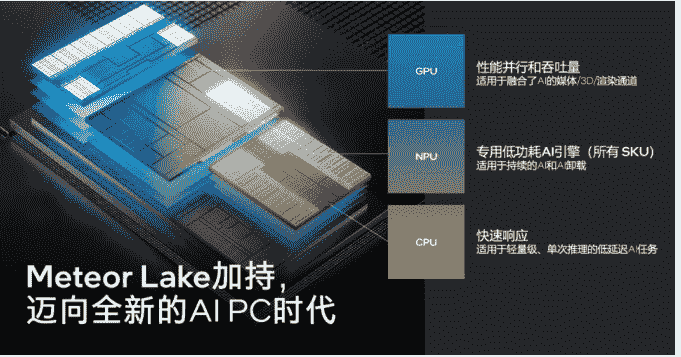 GPU
性能并行和吞吐量
适用于融合了AI的媒体/3D/渲染通道
NPU
专用低功耗AI引擎（所有 SKU）
适用于持续的AI和AI卸载
CPU
快速响应
适用于轻量级、单次推理的低延迟AI任务
Meteor Lake加持，
迈向全新的AI PC时代